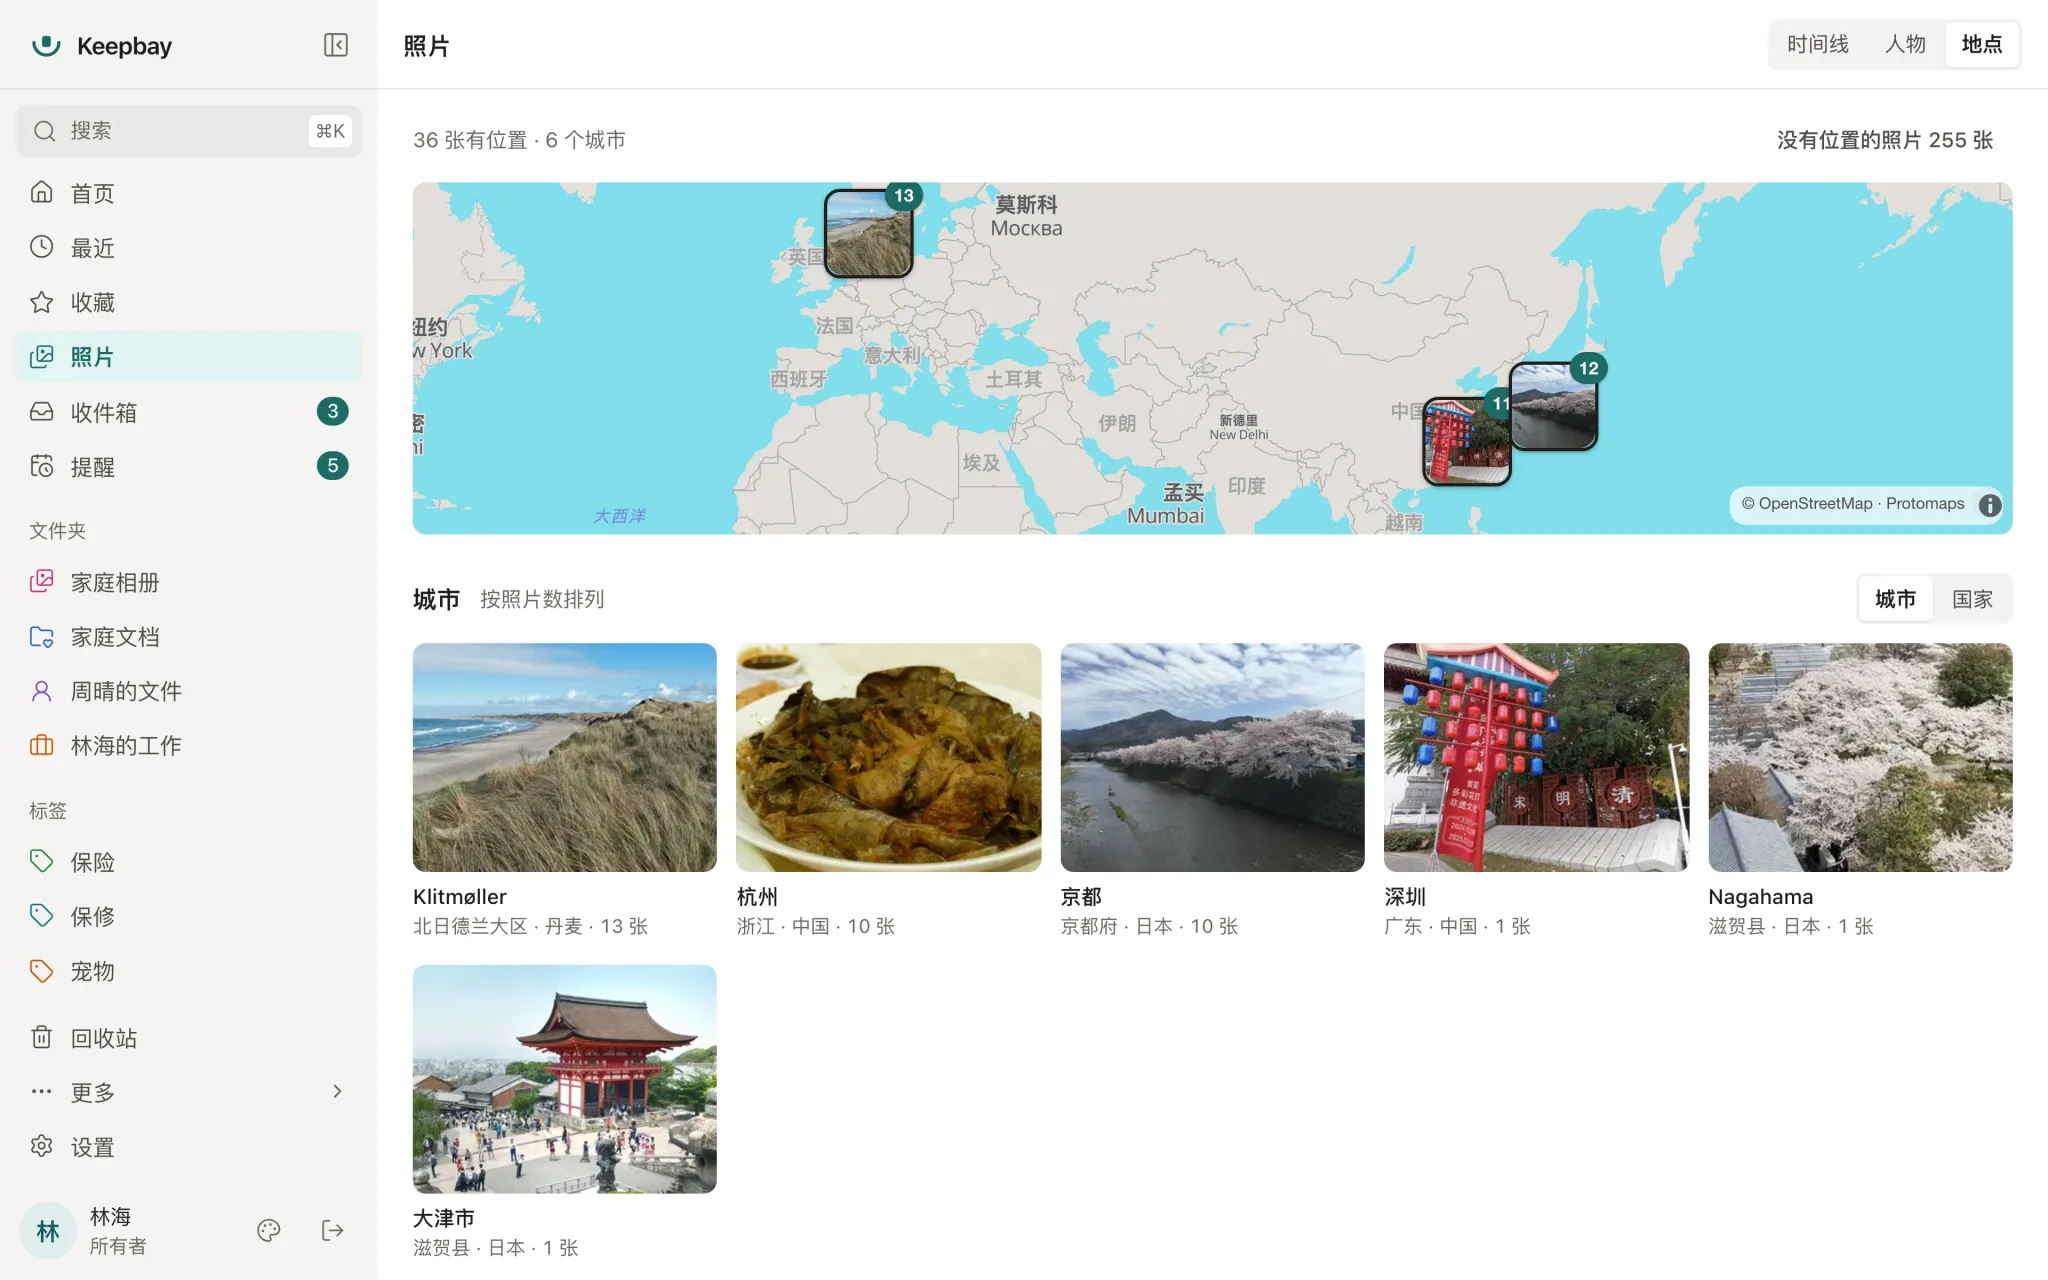 Keepbay
搜索
⌘K
首页
最近
收藏
照片
收件箱
3
提醒
5
文件夹
家庭相册
家庭文档
周晴的文件
林海的工作
标签
保险
保修
宠物
回收站
更多
设置
林
林海
所有者
照片
时间线
人物
地点
36 张有位置 · 6 个城市
没有位置的照片 255 张
13
莫斯科
Москва
英国
法国
意大利
西班牙
土耳其
纽约
w York
伊朗
新德里
New Delhi
中国
11
12
埃及
印度
孟买
Mumbai
越南
大西洋
© OpenStreetMap · Protomaps
城市
按照片数排列
城市
国家
宋 明 清
Klitmøller
北日德兰大区 · 丹麦 · 13 张
杭州
浙江 · 中国 · 10 张
京都
京都府 · 日本 · 10 张
深圳
广东 · 中国 · 1 张
Nagahama
滋贺县 · 日本 · 1 张
大津市
滋贺县 · 日本 · 1 张